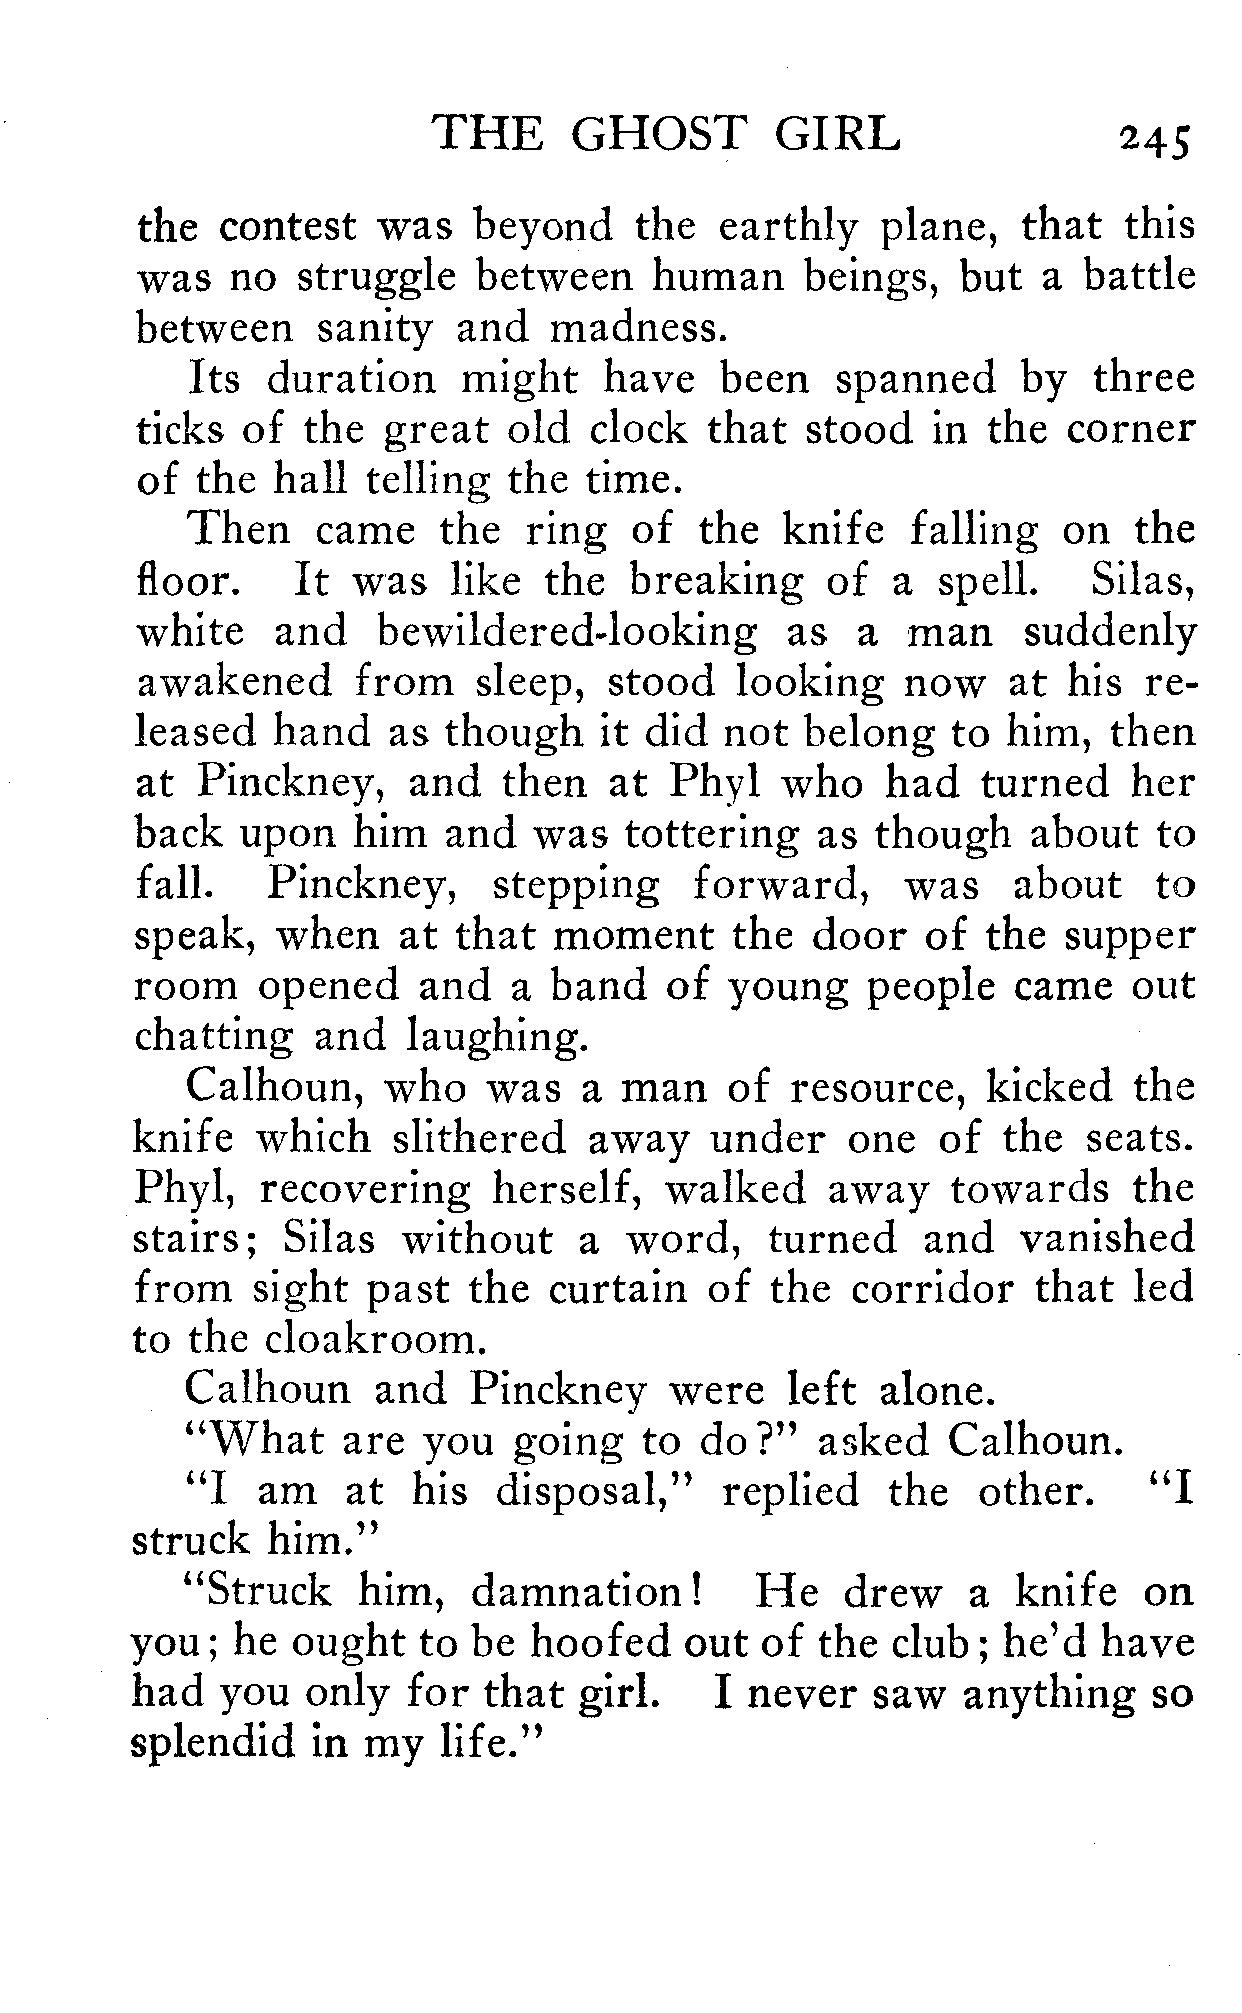 THE GHOST GIRL 245
the contest was beyond the earthly plane, that this
was no struggle between human beings, but a battle
between sanity and madness.
Its duration might have been spanned by three
ticks of the great old clock that stood in the corner
of the hall telling the time.
Then came the ring of the knife falling on the
floor. It was like the breaking of a spell. Silas,
white and bewildered-looking as a man suddenly
awakened from sleep, stood looking now at his re-
leased hand as though it did not belong to him, then
at Pinckney, and then at Phyl who had turned her
back upon him and was tottering as though about to
fall. Pinckney, stepping forward, was about to
speak, when at that moment the door of the supper
room opened and a band of young people came out
chatting and laughing.
Calhoun, who was a man of resource, kicked the
knife which slithered away under one of the seats.
Phyl, recovering herself, walked away towards the
stairs; Silas without a word, turned and vanished
from sight past the curtain of the corridor that led
to the cloakroom.
Calhoun and Pinckney were left alone.
"What are you going to do?" asked Calhoun.
"I am at his disposal," replied the other. "I
struck him."
"Struck him, damnation! He drew a knife on
you; he ought to be hoofed out of the club; he'd have
had you only for that girl. I never saw anything so
splendid in my life."